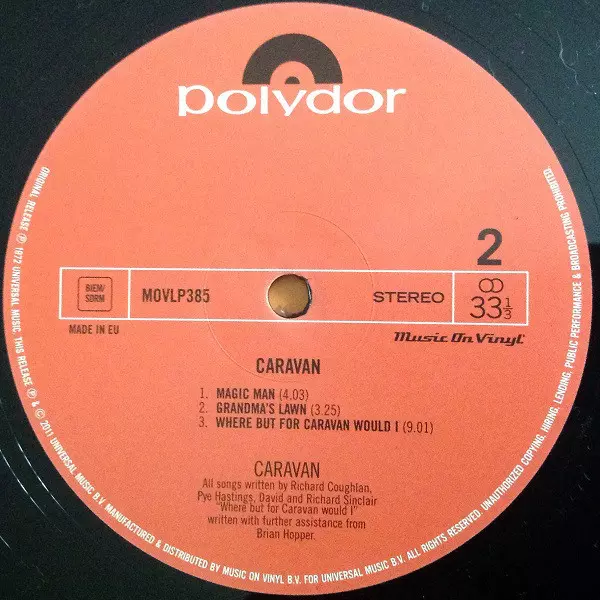 polydor
2
BIEM/
SDRM
MOVLP385
STEREO
33 1/3
MADE IN EU
Music On Vinyl
CARAVAN
1. MAGIC MAN (4.03)
2. GRANDMA'S LAWN (3.25)
3. WHERE BUT FOR CARAVAN WOULD I (9.01)
CARAVAN
All songs written by Richard Coughlan,
Pye Hastings, David and Richard Sinclair
"Where but for Caravan would I"
written with further assistance from
Brian Hopper.
ORIGINAL RELEASE ℗ 1972 UNIVERSAL MUSIC. THIS RELEASE ℗ & © 2011 UNIVERSAL MUSIC B.V. MANUFACTURED & DISTRIBUTED BY MUSIC ON VINYL B.V. FOR UNIVERSAL MUSIC B.V. ALL RIGHTS RESERVED. UNAUTHORIZED COPYING, HIRING, LENDING, PUBLIC PERFORMANCE & BROADCASTING PROHIBITED.